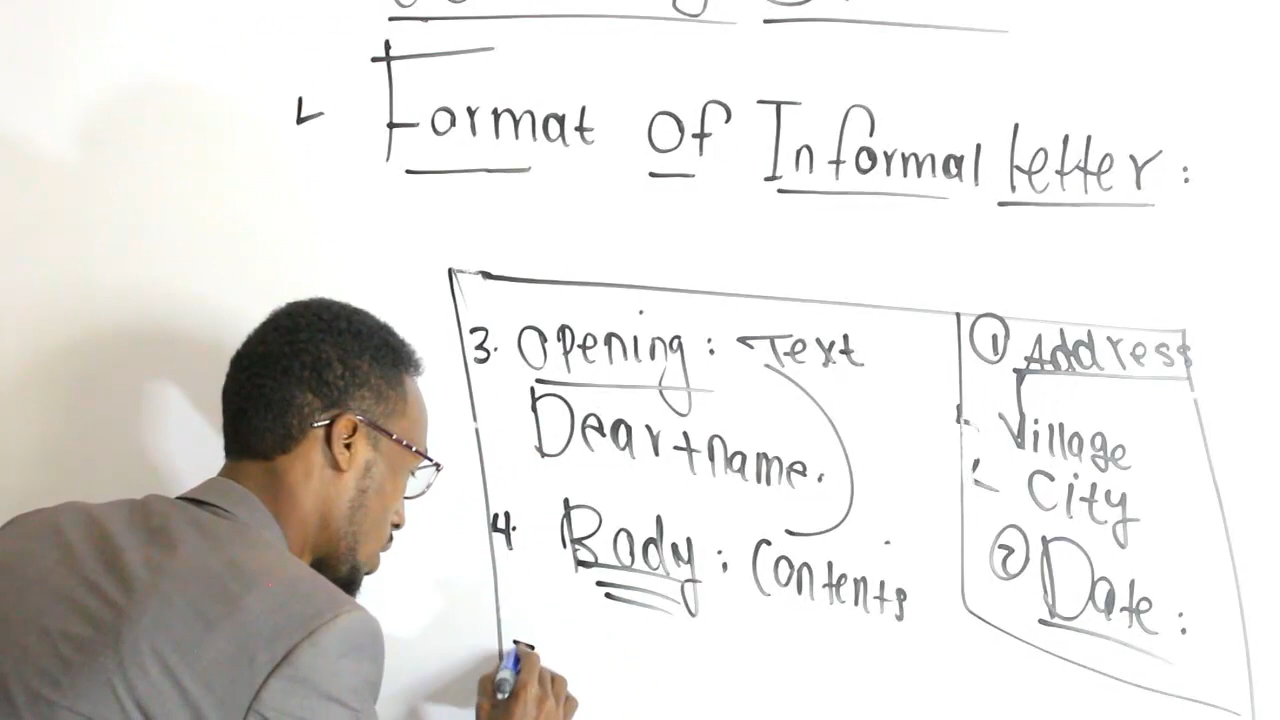 Format Of Informal letter:
3. Opening: Text
Dear+name.
4. Body: Contents
① Address
- Village
- City
② Date: